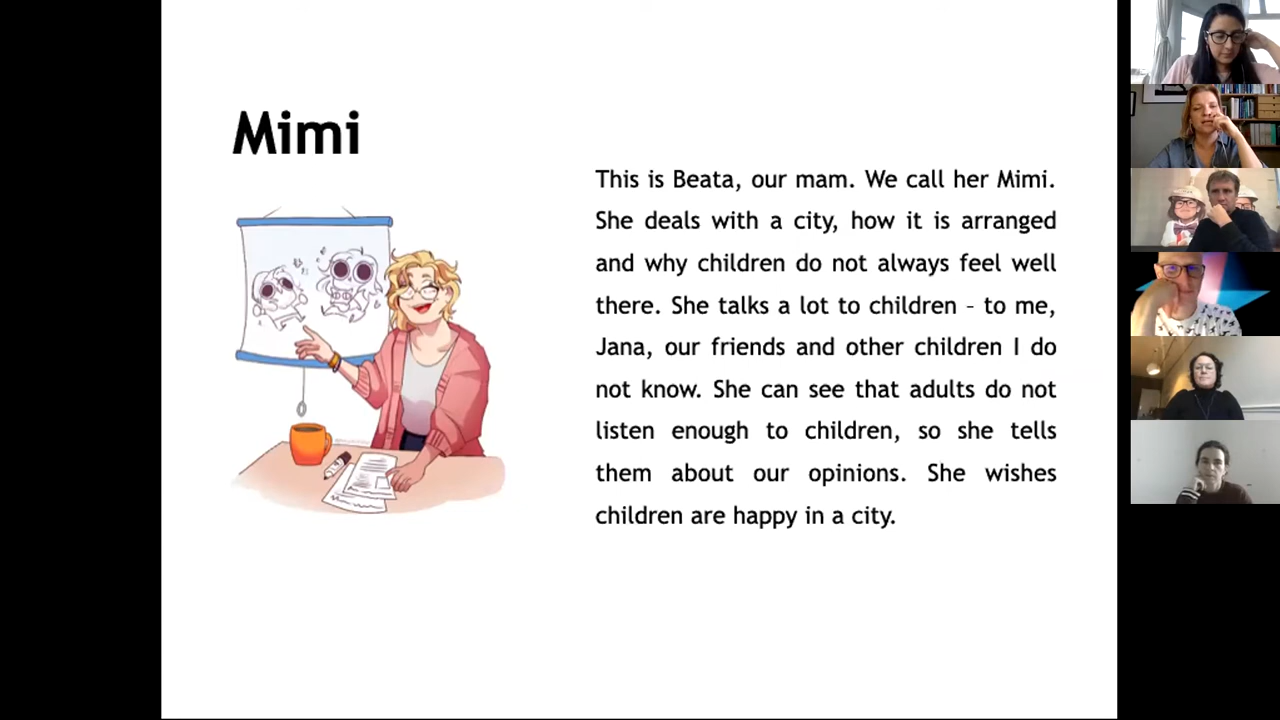 Mimi
This is Beata, our mam. We call her Mimi.
She deals with a city, how it is arranged
and why children do not always feel well
there. She talks a lot to children – to me,
Jana, our friends and other children I do
not know. She can see that adults do not
listen enough to children, so she tells
them about our opinions. She wishes
children are happy in a city.